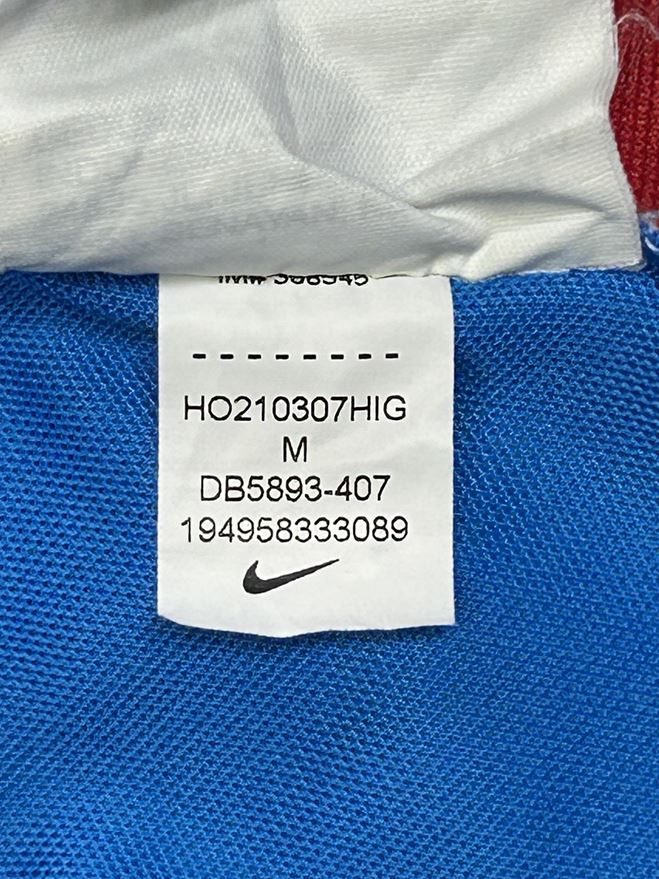 - - - - - - - - -
HO210307HIG
M
DB5893-407
194958333089